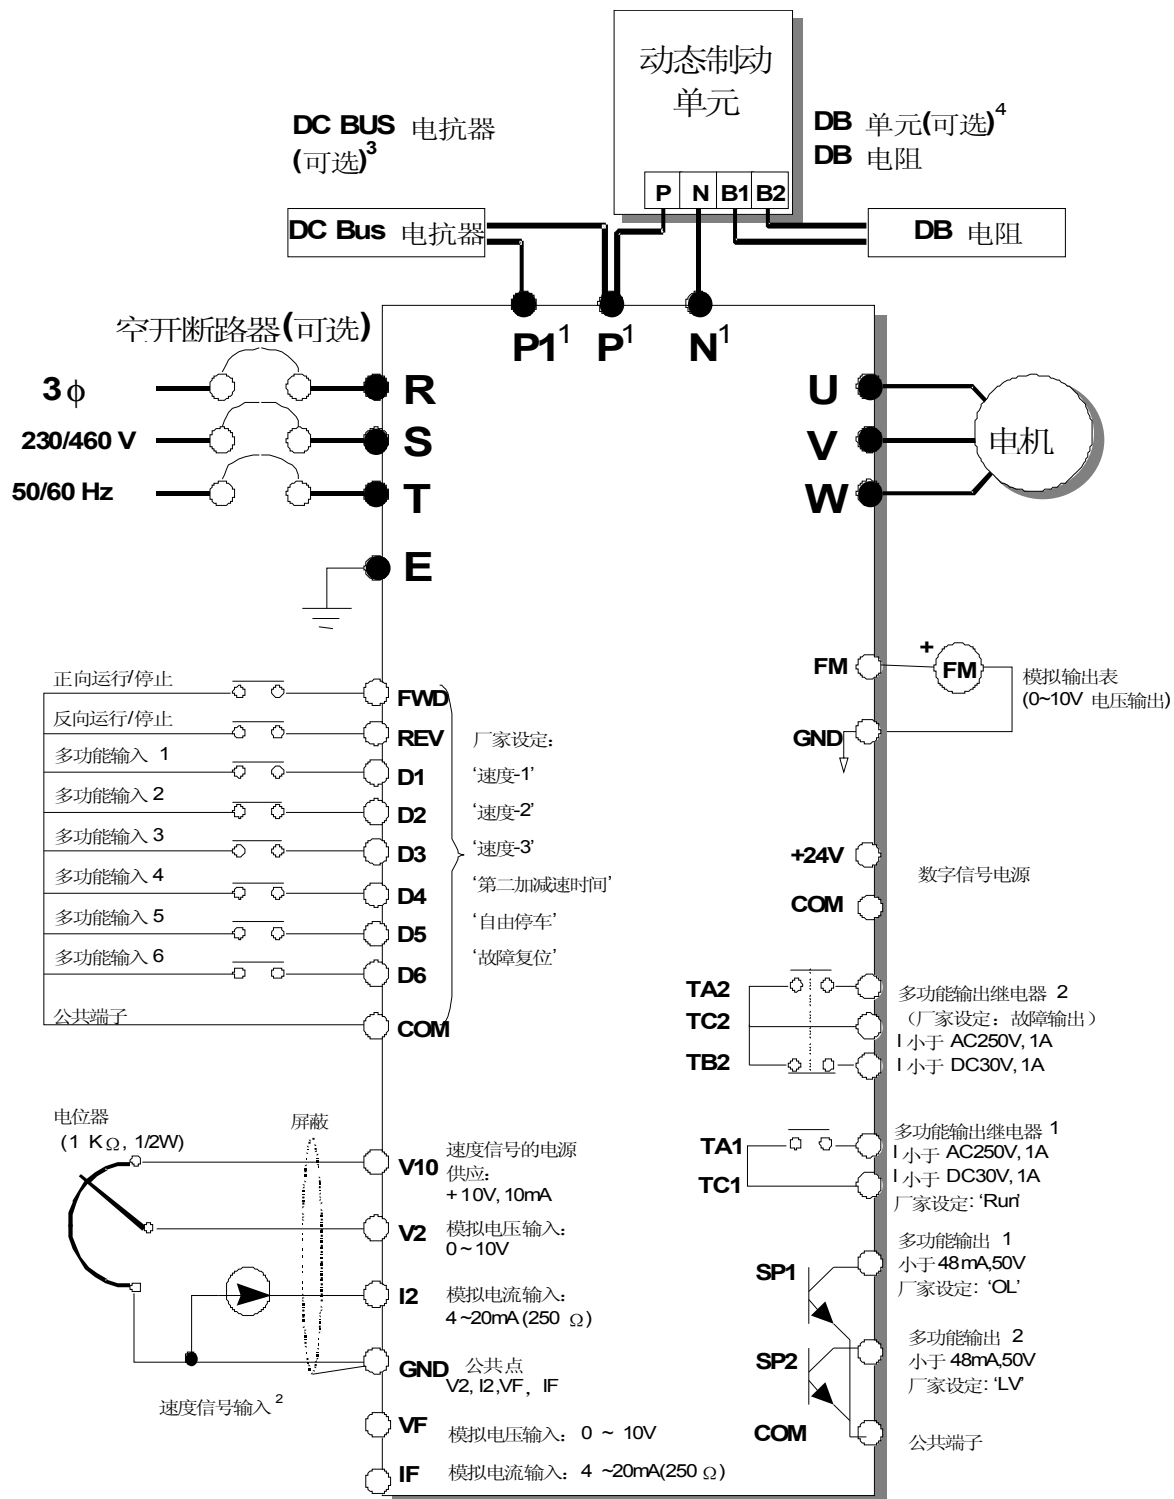 动态制动
单元
DC BUS 电抗器
(可选)3
DB 单元(可选)4
DB 电阻
P N B1 B2
DC Bus 电抗器
DB 电阻
空开断路器(可选)
P11 P1 N1
3 ϕ
R
U
230/460 V
S
V
电机
50/60 Hz
T
W
E
FM
+
FM
模拟输出表
(0~10V 电压输出)
GND
正向运行/停止
FWD
反向运行/停止
REV
厂家设定：
多功能输入 1
D1
‘速度-1’
多功能输入 2
D2
‘速度-2’
多功能输入 3
D3
‘速度-3’
多功能输入 4
D4
‘第二加减速时间’
多功能输入 5
D5
‘自由停车’
多功能输入 6
D6
‘故障复位’
公共端子
COM
+24V
数字信号电源
COM
TA2
多功能输出继电器 2
TC2
（厂家设定：故障输出）
I 小于 AC250V, 1A
TB2
I 小于 DC30V, 1A
电位器
(1 KΩ, 1/2W)
屏蔽
V10
速度信号的电源
供应：
+10V, 10mA
V2
模拟电压输入：
0~10V
I2
模拟电流输入：
4~20mA (250 Ω)
GND
公共点
V2, I2,VF，IF
速度信号输入 2
VF
模拟电压输入：0 ~ 10V
IF
模拟电流输入：4 ~20mA(250 Ω)
TA1
多功能输出继电器 1
I 小于 AC250V, 1A
TC1
I 小于 DC30V, 1A
厂家设定: ‘Run’
多功能输出 1
SP1
小于 48mA,50V
厂家设定: ‘OL’
多功能输出 2
SP2
小于 48mA,50V
厂家设定: ‘LV’
COM
公共端子